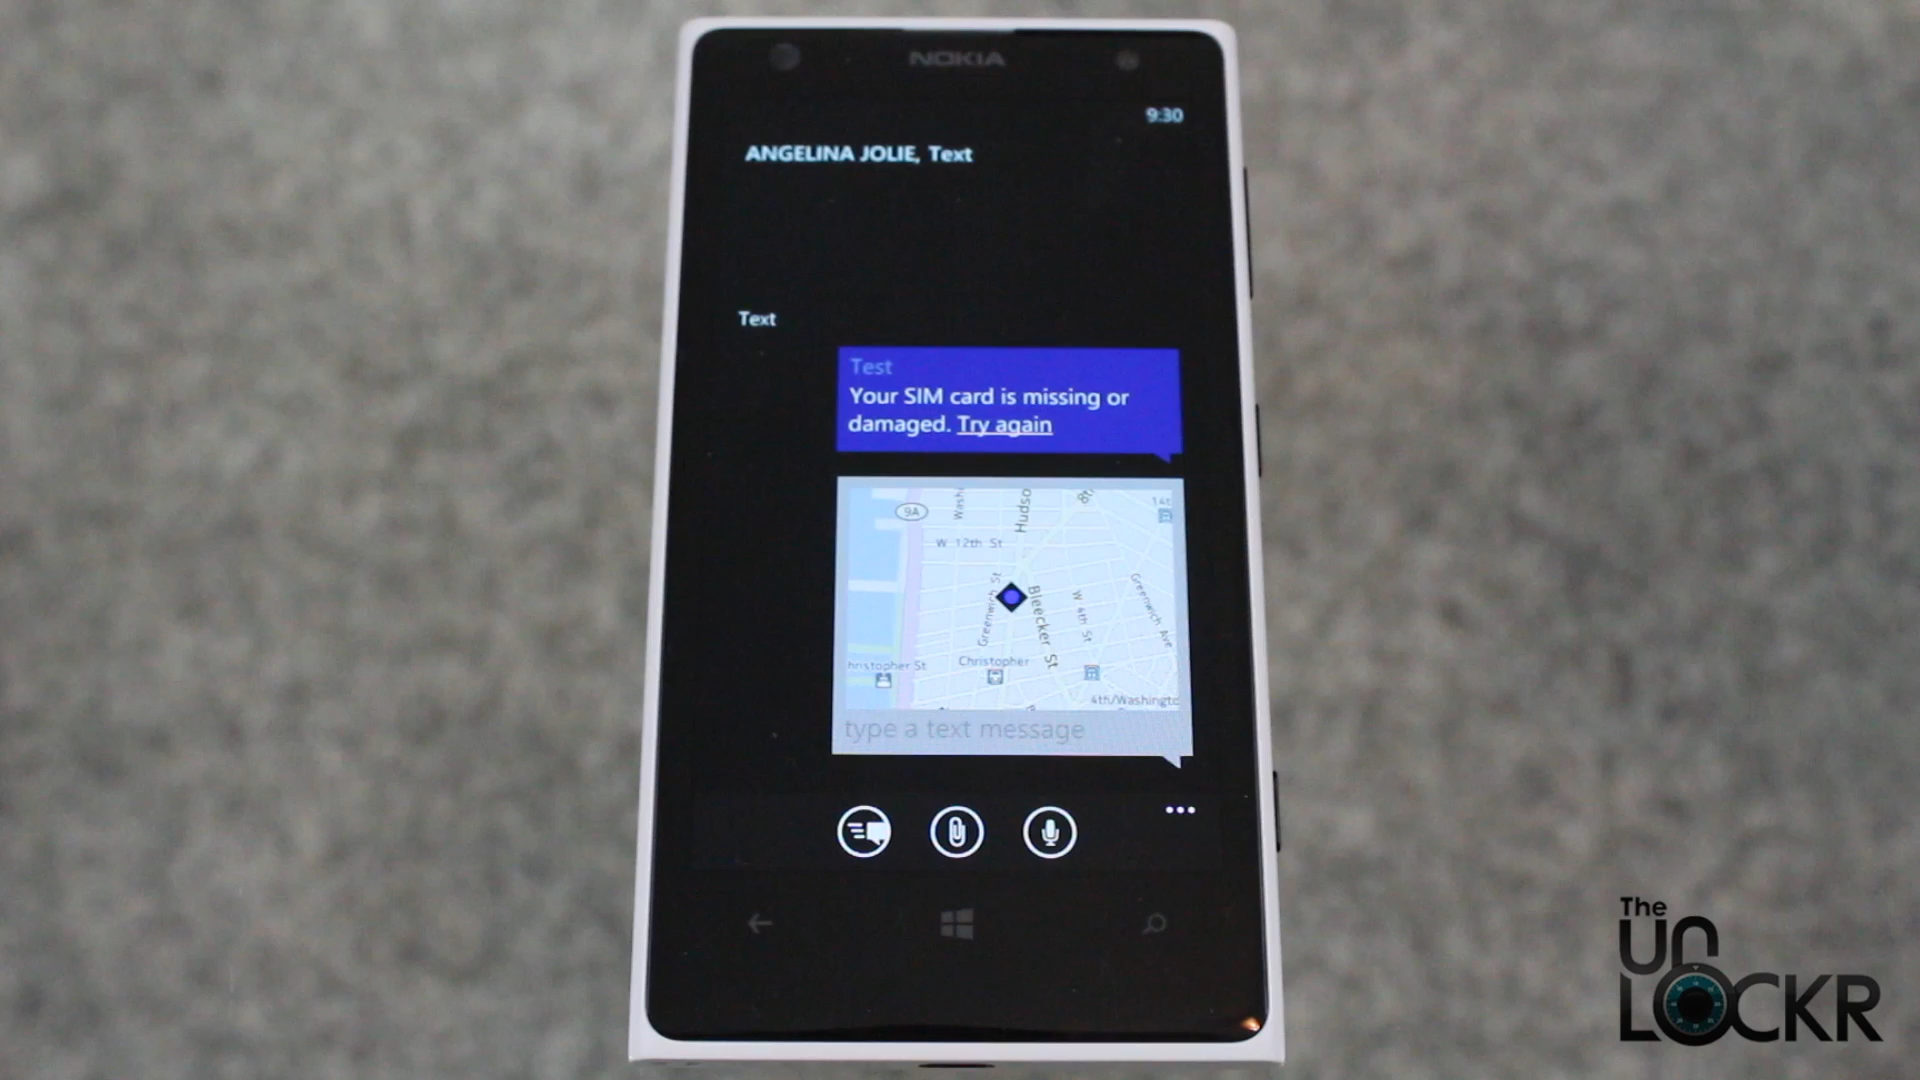 NOKIA
9:30
ANGELINA JOLIE, Text
Text
Test
Your SIM card is missing or
damaged. Try again
9A
Hudso
14t
W 12th St
Greenwich St
Bleecker St
W 4th St
Greenwich Ave
hristopher St
Christopher
4th/Washingto
type a text message
The
UnLOCKR